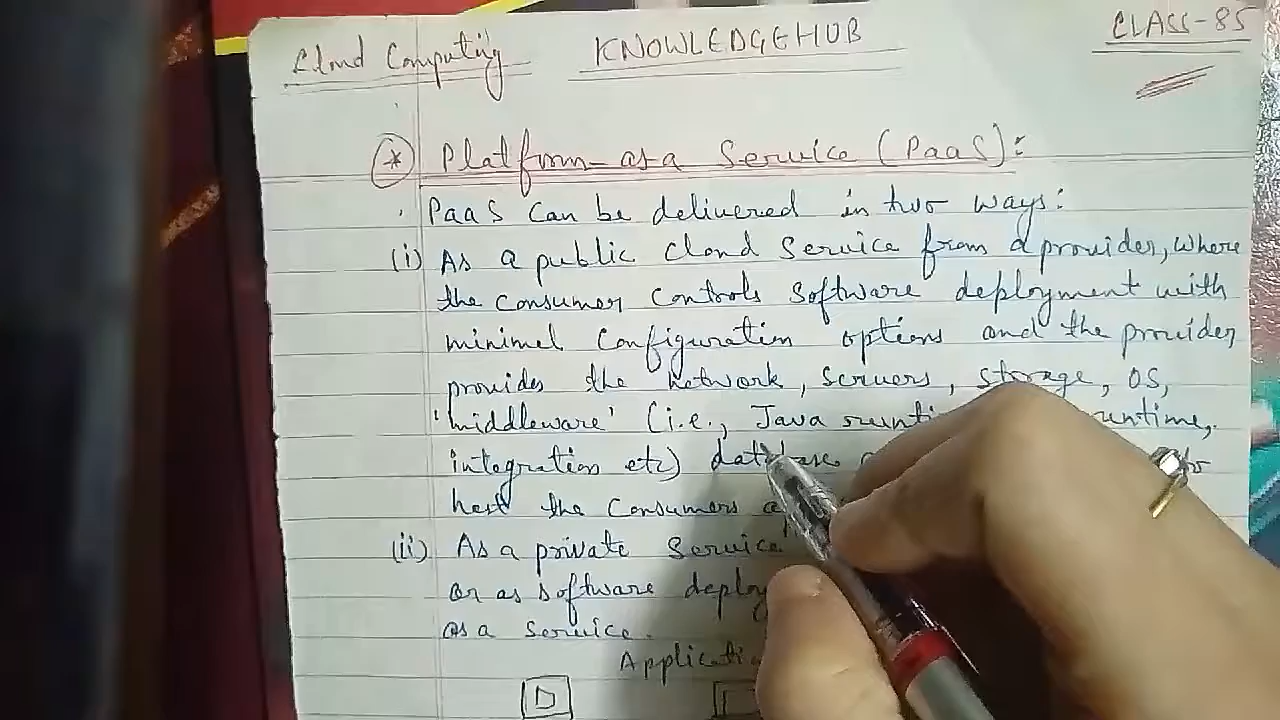 Cloud Computing KNOWLEDGEHUB CLASS-85
* Platform-as-a Service (PaaS):
PaaS can be delivered in two ways:
(i) As a public cloud service from a provider, where
the consumer controls software deployment with
minimel configuration options and the provider,
provides the network, servers, storage, OS,
'middleware' (i.e., Java runti untime,
integration etc) database
host the consumers
(ii) As a private service
or as software deploy
as a service.
Applicati
D